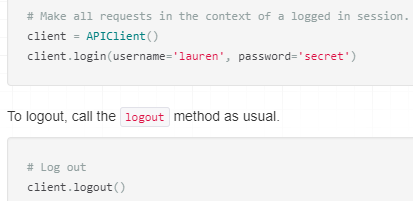 # Make all requests in the context of a logged in session.
client = APIClient()
client.login(username='lauren', password='secret')
To logout, call the logout method as usual.
# Log out
client.logout()